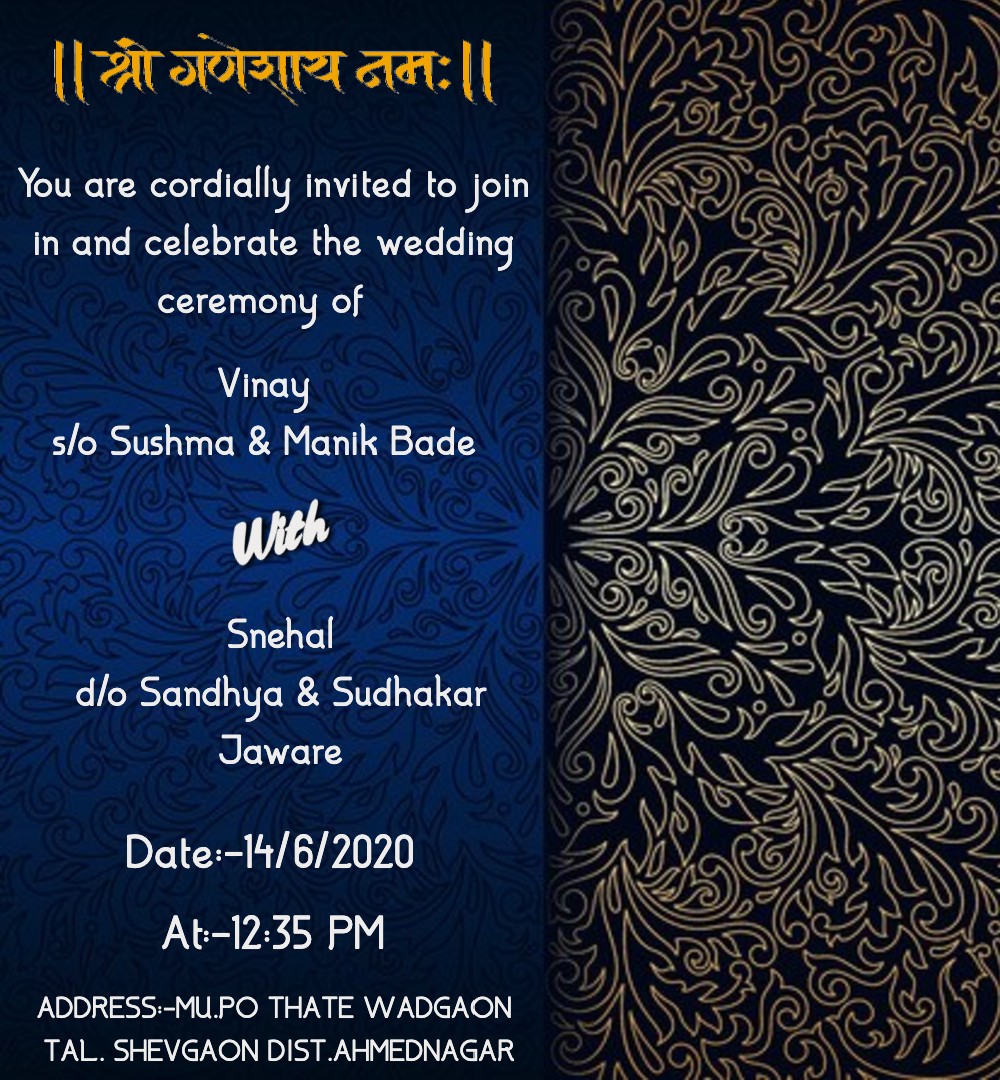 || श्री गणेशाय नमः ||
You are cordially invited to join
in and celebrate the wedding
ceremony of
Vinay
s/o Sushma & Manik Bade
With
Snehal
d/o Sandhya & Sudhakar
Jaware
Date:-14/6/2020
At:-12:35 PM
ADDRESS:-MU.PO THATE WADGAON
TAL. SHEVGAON DIST.AHMEDNAGAR